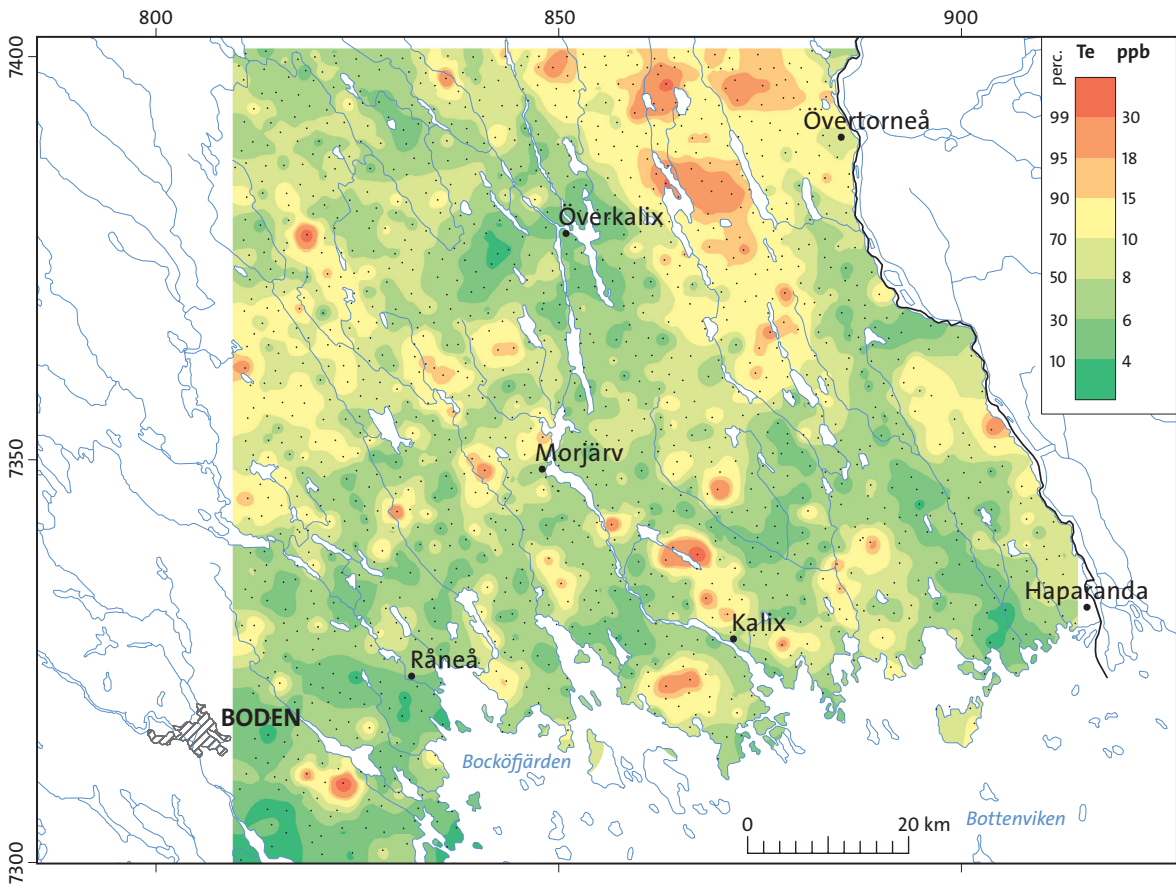 800 850 900
7400
7350
7300
perc. Te ppb
99 30
95 18
90 15
70 10
50 8
30 6
10 4
Övertorneå
Överkalix
Morjärv
Haparanda
Kalix
Råneå
BODEN
Bocköfjärden
Bottenviken
0 20 km